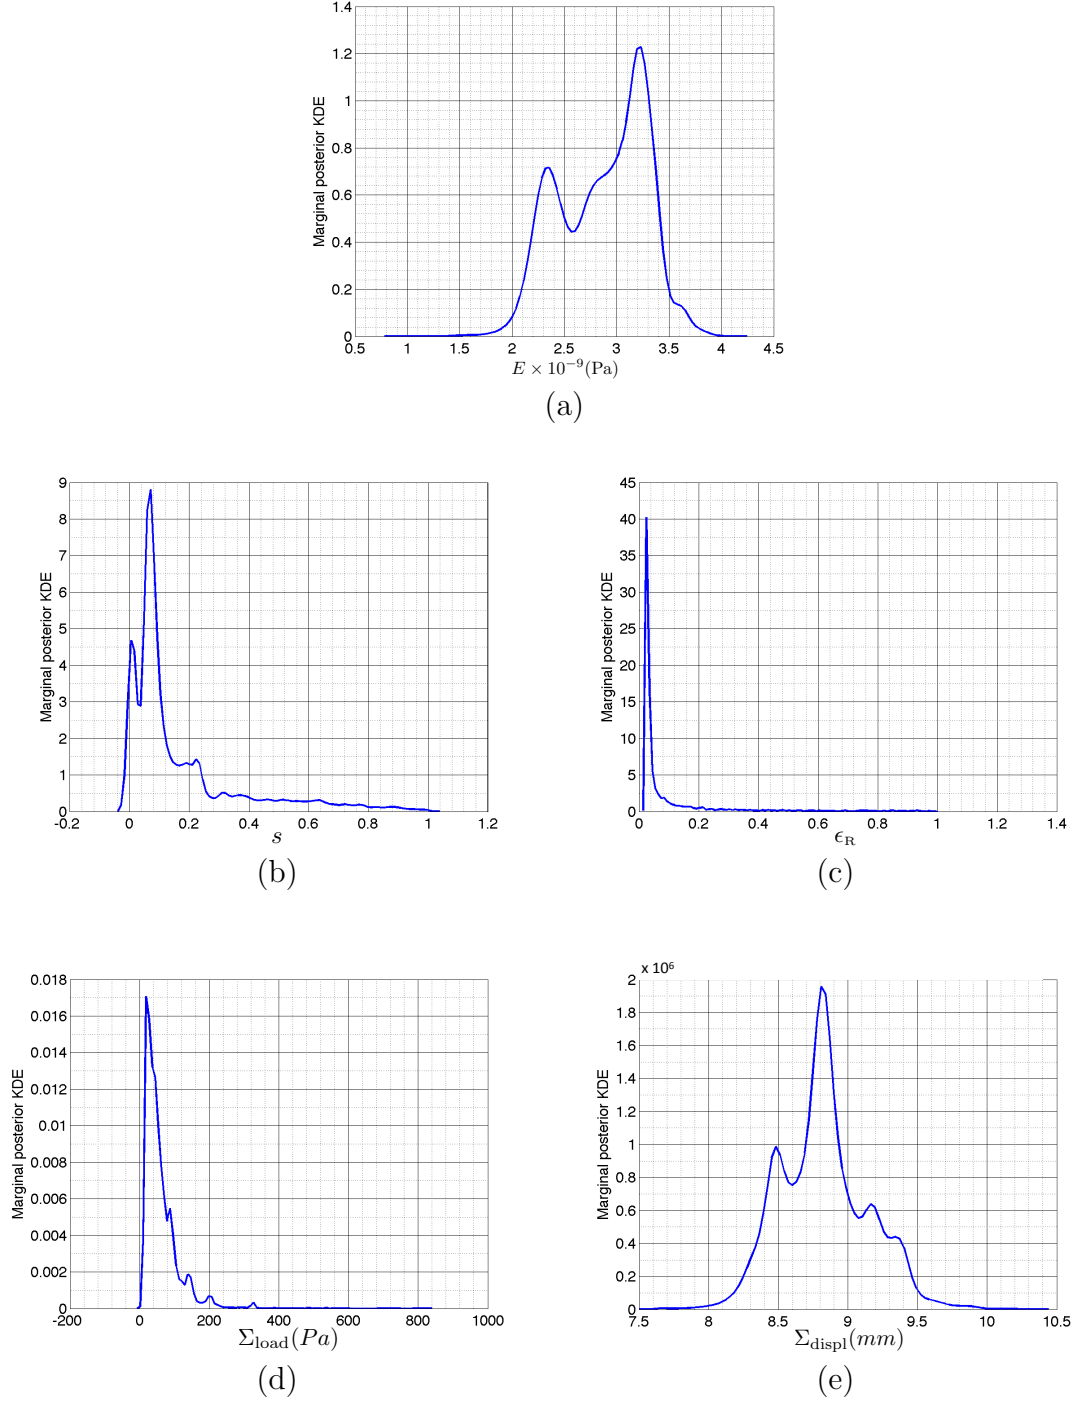 1.4
1.2
1
0.8
0.6
0.4
0.2
0
Marginal posterior KDE
0.5 1 1.5 2 2.5 3 3.5 4 4.5
E × 10⁻⁹(Pa)
(a)
9
8
7
6
5
4
3
2
1
0
Marginal posterior KDE
-0.2 0 0.2 0.4 0.6 0.8 1 1.2
s
(b)
45
40
35
30
25
20
15
10
5
0
Marginal posterior KDE
0 0.2 0.4 0.6 0.8 1 1.2 1.4
ϵ_R
(c)
0.018
0.016
0.014
0.012
0.01
0.008
0.006
0.004
0.002
0
Marginal posterior KDE
-200 0 200 400 600 800 1000
Σ_load(Pa)
(d)
x 10⁶
2
1.8
1.6
1.4
1.2
1
0.8
0.6
0.4
0.2
0
Marginal posterior KDE
7.5 8 8.5 9 9.5 10 10.5
Σ_displ(mm)
(e)